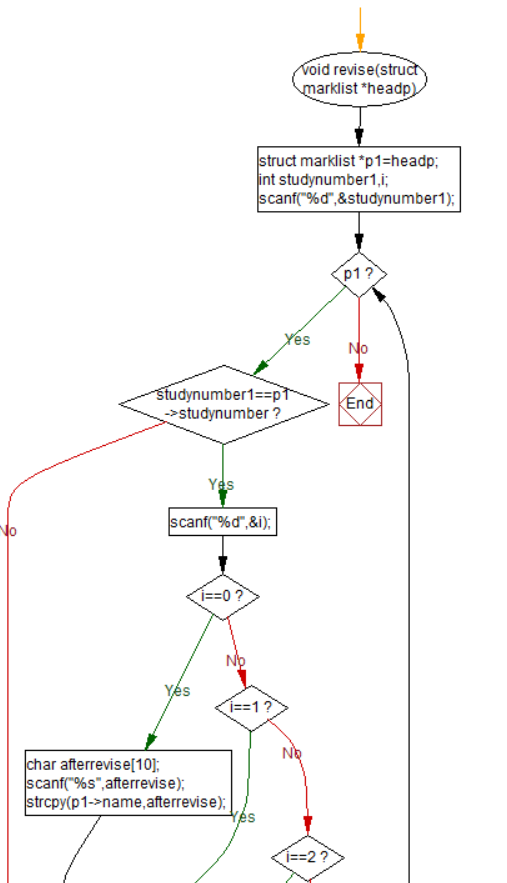 void revise(struct
marklist *headp)
struct marklist *p1=headp;
int studynumber1,i;
scanf("%d",&studynumber1);
p1 ?
Yes
No
studynumber1==p1
->studynumber ?
End
Yes
No
scanf("%d",&i);
i==0 ?
No
Yes
i==1 ?
No
char afterrevise[10];
scanf("%s",afterrevise);
strcpy(p1->name,afterrevise);
Yes
i==2 ?